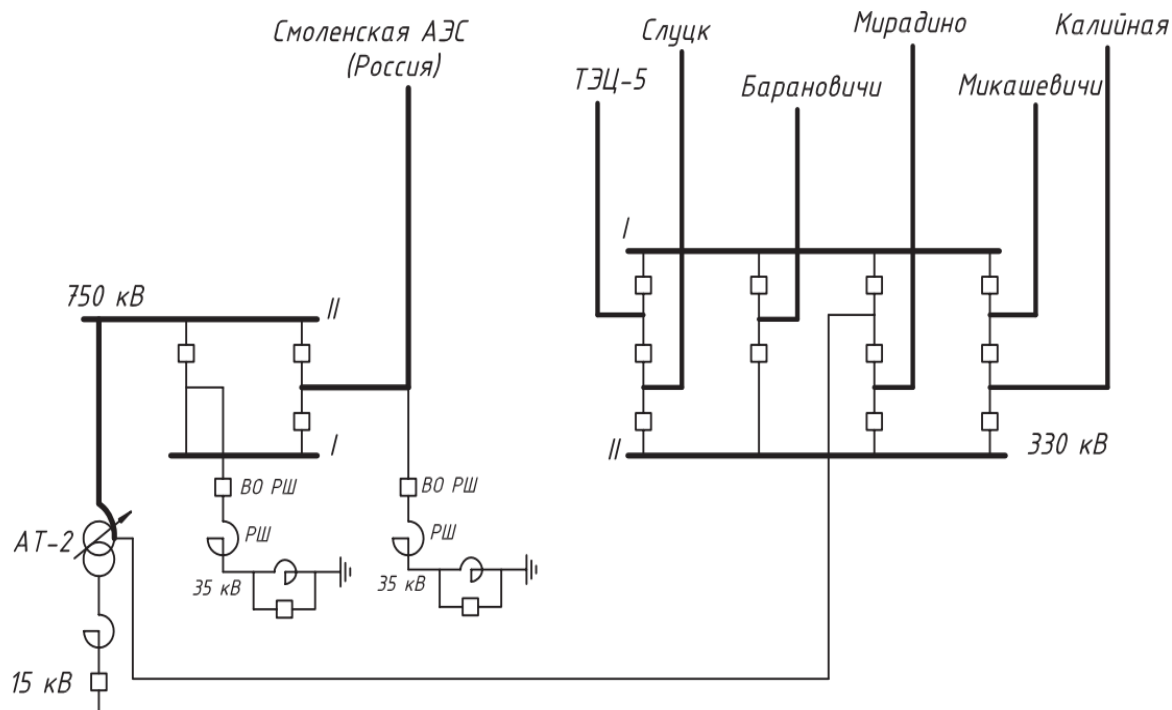 Смоленская АЭС
(Россия)
Слуцк
Мирадино
Калийная
ТЭЦ-5
Барановичи
Микашевичи
I
750 кВ
II
I
II
330 кВ
ВО РШ
ВО РШ
РШ
РШ
АТ-2
35 кВ
35 кВ
15 кВ